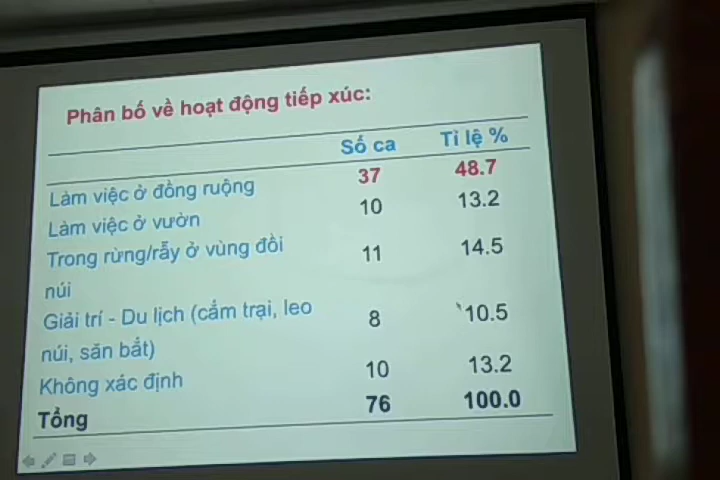 Phân bố về hoạt động tiếp xúc:
Số ca Tỉ lệ %
Làm việc ở đồng ruộng 37 48.7
Làm việc ở vườn 10 13.2
Trong rừng/rẫy ở vùng đồi 11 14.5
núi
Giải trí - Du lịch (cắm trại, leo 8 10.5
núi, săn bắt)
Không xác định 10 13.2
Tổng 76 100.0